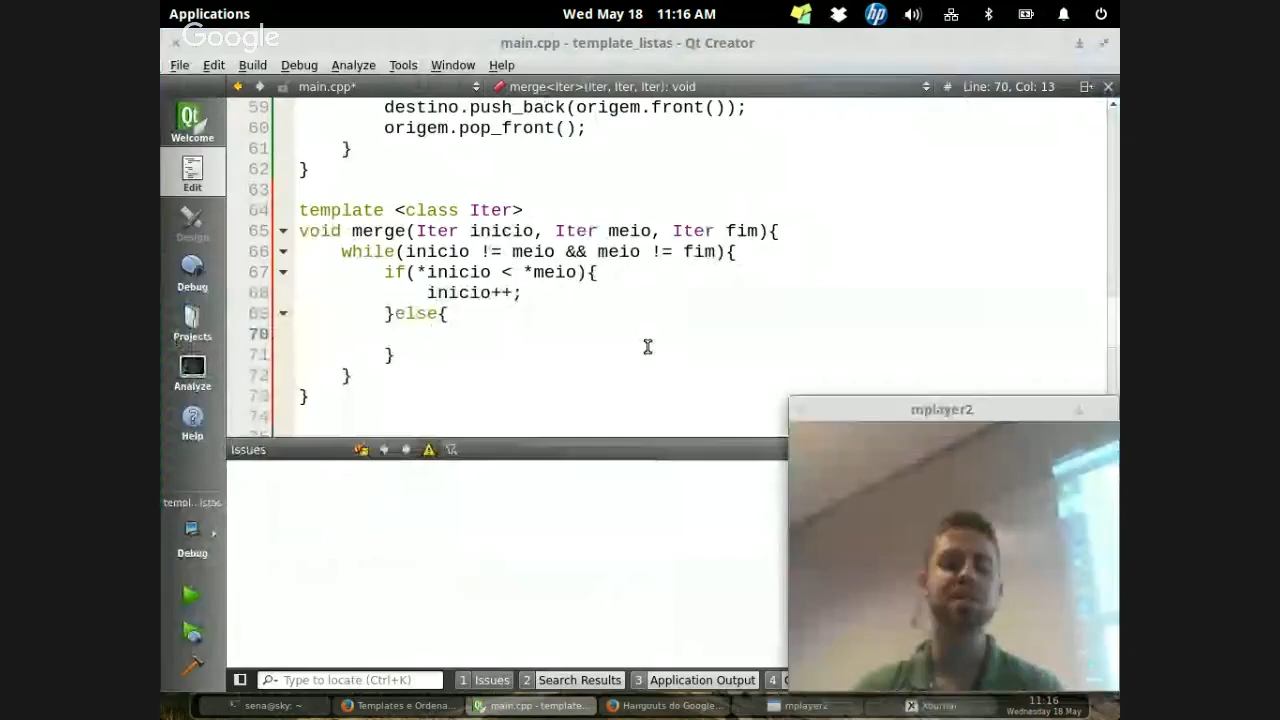 Applications
Wed May 18 11:16 AM
Google
main.cpp - template_listas - Qt Creator
File Edit Build Debug Analyze Tools Window Help
main.cpp*
merge<Iter>(Iter, Iter, Iter): void
# Line: 70, Col: 13
Welcome
Edit
Design
Debug
Projects
Analyze
Help
templ...istas
Debug
59 destino.push_back(origem.front());
60 origem.pop_front();
61 }
62 }
63
64 template <class Iter>
65 void merge(Iter inicio, Iter meio, Iter fim){
66 while(inicio != meio && meio != fim){
67 if(*inicio < *meio){
68 inicio++;
69 }else{
70
71 }
72 }
73 }
74
Issues
mplayer2
Type to locate (Ctrl+K)
1 Issues
2 Search Results
3 Application Output
4
sena@sky: ~
Templates e Ordena...
main.cpp - template...
Hangouts do Google...
mplayer2
Xournal
11:16
Wednesday 18 May